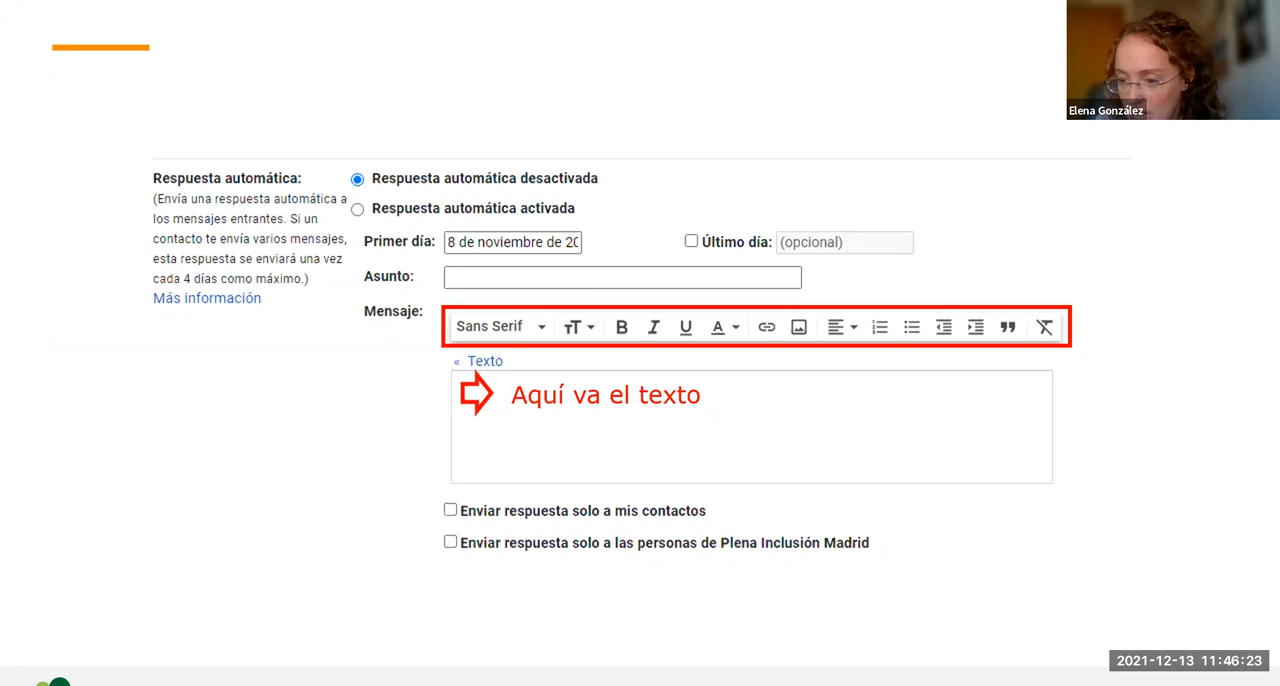 Elena González
Respuesta automática:
(Envía una respuesta automática a
los mensajes entrantes. Si un
contacto te envía varios mensajes,
esta respuesta se enviará una vez
cada 4 días como máximo.)
Más información
Respuesta automática desactivada
Respuesta automática activada
Primer día: 8 de noviembre de 20 Último día: (opcional)
Asunto:
Mensaje: Sans Serif
« Texto
Aquí va el texto
Enviar respuesta solo a mis contactos
Enviar respuesta solo a las personas de Plena Inclusión Madrid
2021-12-13 11:46:23